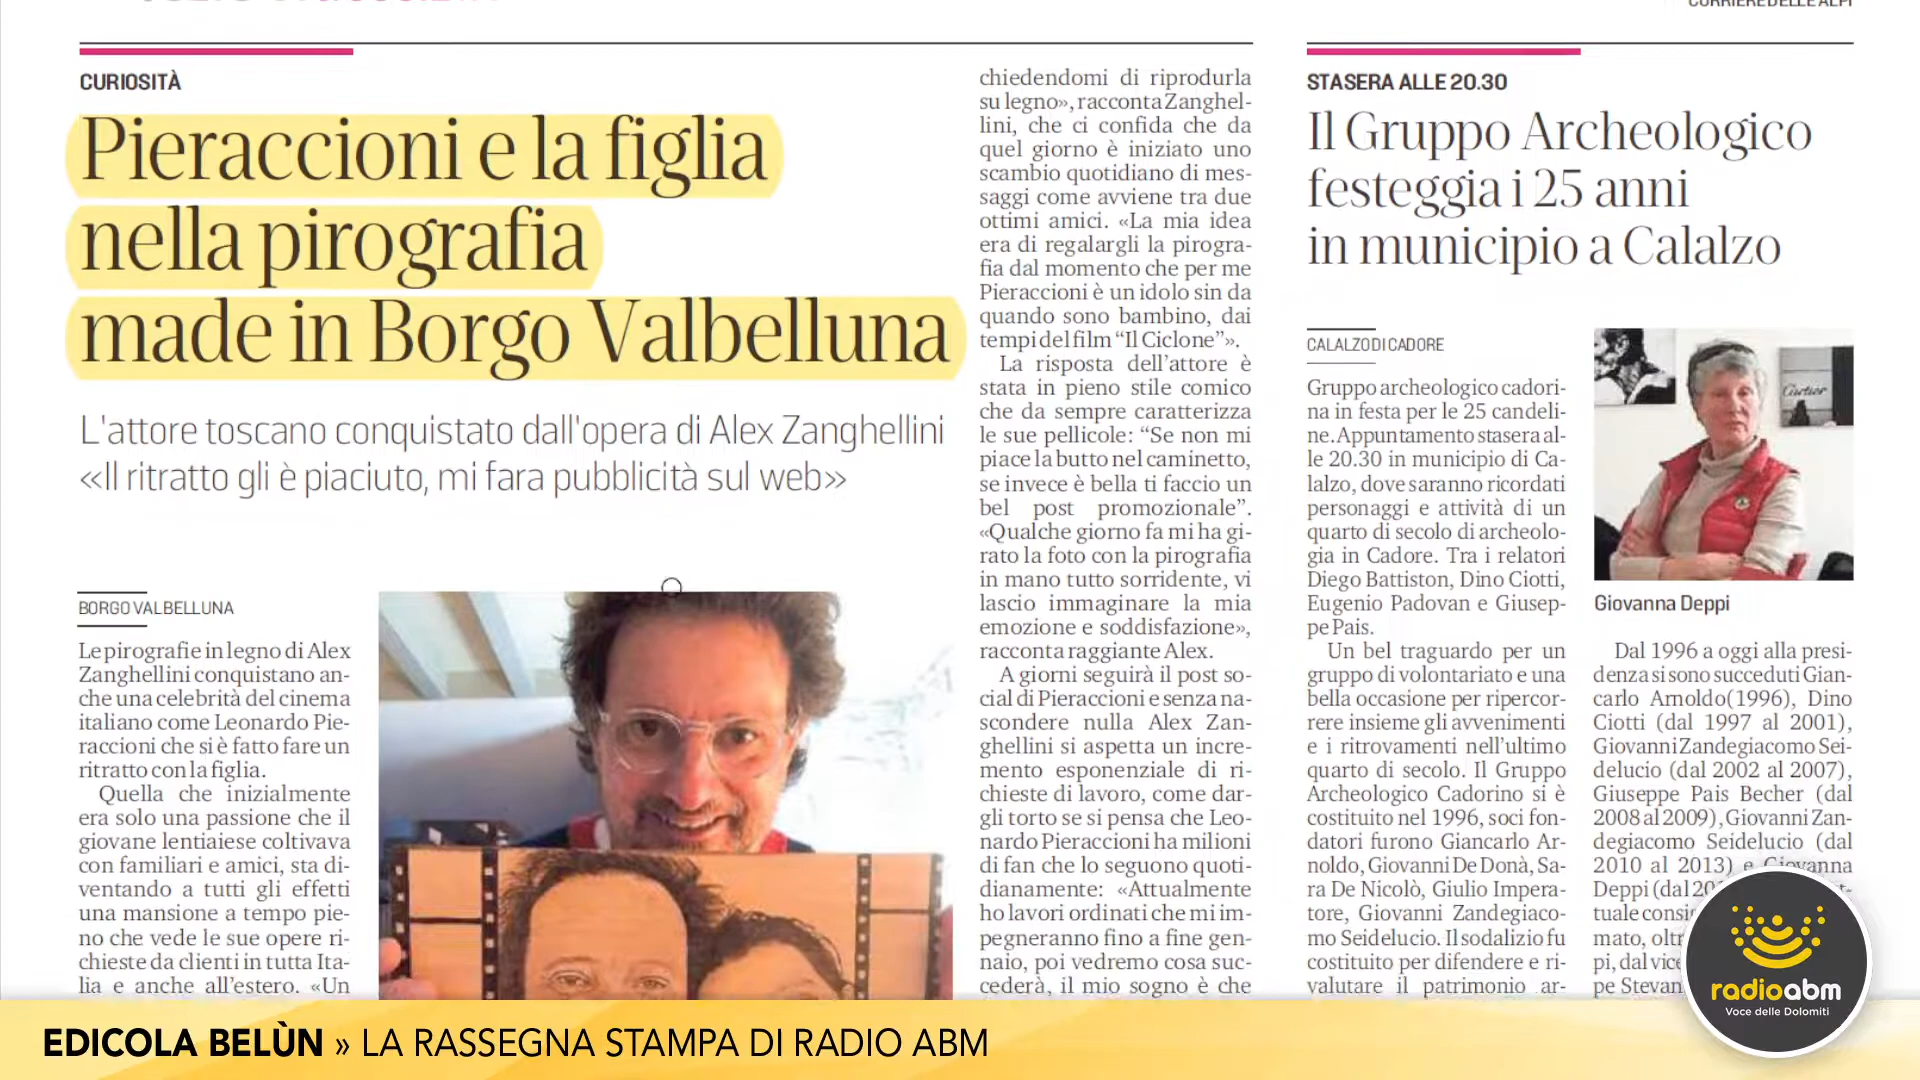 CORRIERE DELLE ALPI
CURIOSITÀ
Pieraccioni e la figlia
nella pirografia
made in Borgo Valbelluna
L'attore toscano conquistato dall'opera di Alex Zanghellini
«Il ritratto gli è piaciuto, mi fara pubblicità sul web»
BORGO VALBELLUNA
Le pirografie in legno di Alex
Zanghellini conquistano an-
che una celebrità del cinema
italiano come Leonardo Pie-
raccioni che si è fatto fare un
ritratto con la figlia.
Quella che inizialmente
era solo una passione che il
giovane lentiaiese coltivava
con familiari e amici, sta di-
ventando a tutti gli effetti
una mansione a tempo pie-
no che vede le sue opere ri-
chieste da clienti in tutta Ita-
lia e anche all'estero. «Un
chiedendomi di riprodurla
su legno», racconta Zanghel-
lini, che ci confida che da
quel giorno è iniziato uno
scambio quotidiano di mes-
saggi come avviene tra due
ottimi amici. «La mia idea
era di regalargli la pirogra-
fia dal momento che per me
Pieraccioni è un idolo sin da
quando sono bambino, dai
tempi del film “Il Ciclone”».
La risposta dell'attore è
stata in pieno stile comico
che da sempre caratterizza
le sue pellicole: “Se non mi
piace la butto nel caminetto,
se invece è bella ti faccio un
bel post promozionale”.
«Qualche giorno fa mi ha gi-
rato la foto con la pirografia
in mano tutto sorridente, vi
lascio immaginare la mia
emozione e soddisfazione»,
racconta raggiante Alex.
A giorni seguirà il post so-
cial di Pieraccioni e senza na-
scondere nulla Alex Zan-
ghellini si aspetta un incre-
mento esponenziale di ri-
chieste di lavoro, come dar-
gli torto se si pensa che Leo-
nardo Pieraccioni ha milioni
di fan che lo seguono quoti-
dianamente: «Attualmente
ho lavori ordinati che mi im-
pegneranno fino a fine gen-
naio, poi vedremo cosa suc-
cederà, il mio sogno è che
STASERA ALLE 20.30
Il Gruppo Archeologico
festeggia i 25 anni
in municipio a Calalzo
CALALZO DI CADORE
Gruppo archeologico cadori-
na in festa per le 25 candeli-
ne. Appuntamento stasera al-
le 20.30 in municipio di Ca-
lalzo, dove saranno ricordati
personaggi e attività di un
quarto di secolo di archeolo-
gia in Cadore. Tra i relatori
Diego Battiston, Dino Ciotti,
Eugenio Padovan e Giusep-
pe Pais.
Un bel traguardo per un
gruppo di volontariato e una
bella occasione per ripercor-
rere insieme gli avvenimenti
e i ritrovamenti nell'ultimo
quarto di secolo. Il Gruppo
Archeologico Cadorino si è
costituito nel 1996, soci fon-
datori furono Giancarlo Ar-
noldo, Giovanni De Donà, Sa-
ra De Nicolò, Giulio Impera-
tore, Giovanni Zandegiaco-
mo Seidelucio. Il sodalizio fu
costituito per difendere e ri-
valutare il patrimonio ar-
Cartier
Giovanna Deppi
Dal 1996 a oggi alla presi-
denza si sono succeduti Gian-
carlo Arnoldo(1996), Dino
Ciotti (dal 1997 al 2001),
Giovanni Zandegiacomo Sei-
delucio (dal 2002 al 2007),
Giuseppe Pais Becher (dal
2008 al 2009), Giovanni Zan-
degiacomo Seidelucio (dal
2010 al 2013) e Giovanna
Deppi (dal
tuale
mato,
pi, dal
pe
radioabm
Voce delle Dolomiti
EDICOLA BELÙN » LA RASSEGNA STAMPA DI RADIO ABM